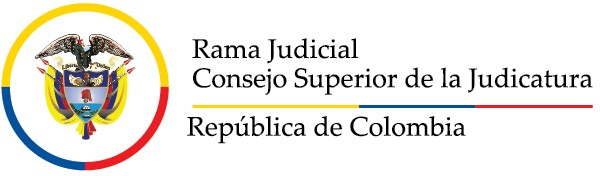 Rama Judicial
Consejo Superior de la Judicatura
República de Colombia